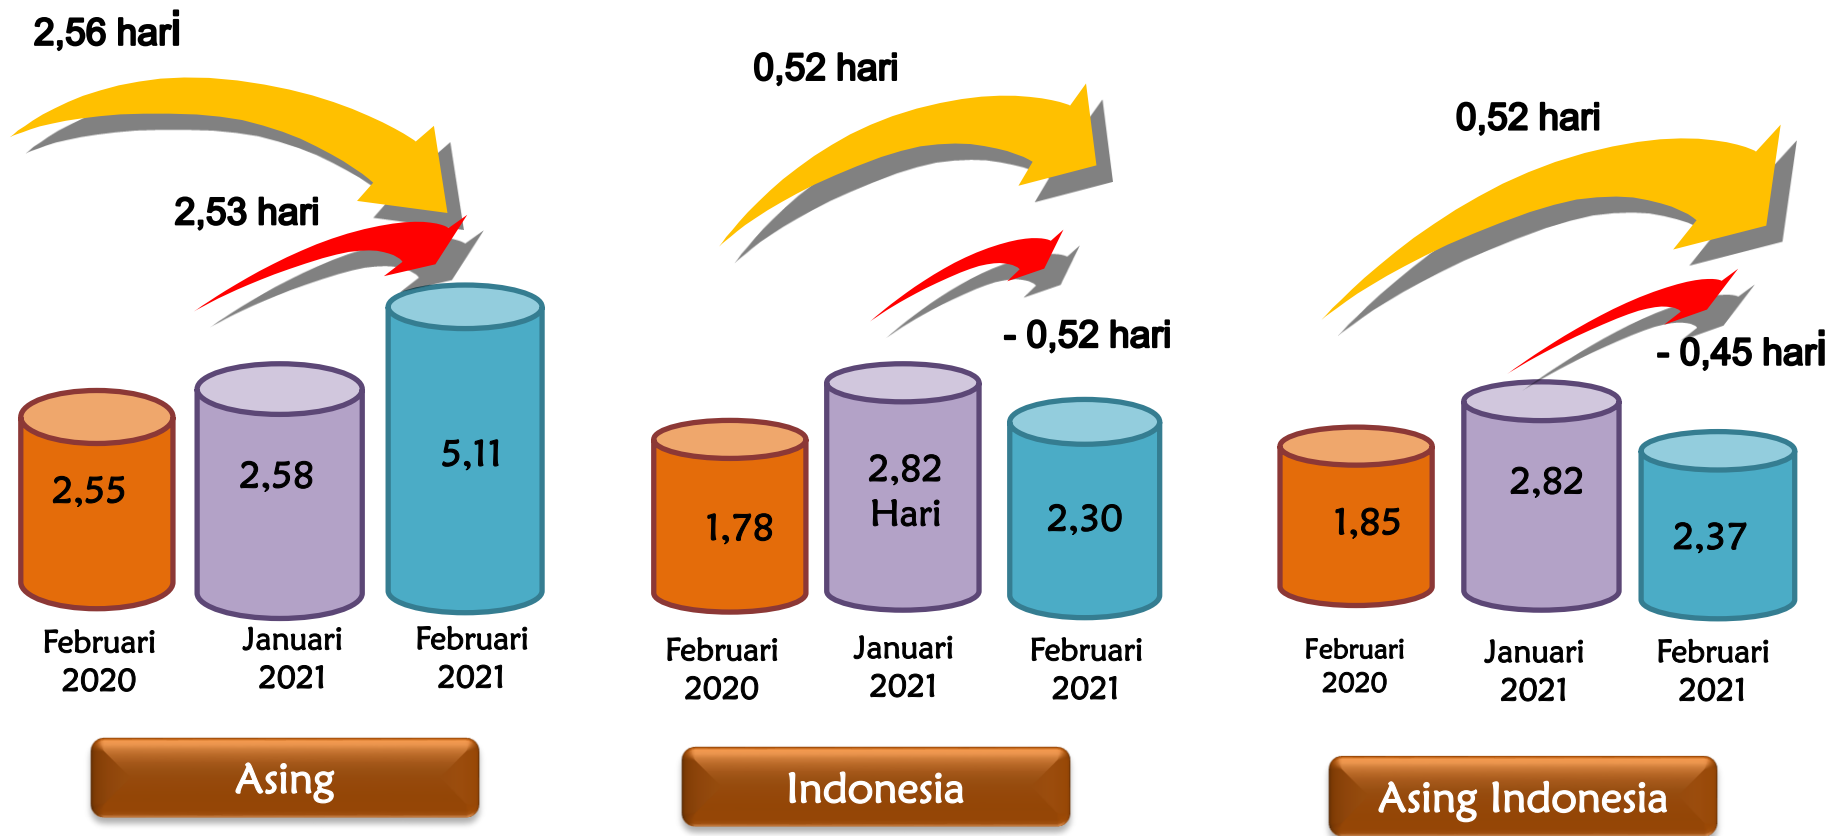 2,56 hari
2,53 hari
2,55
2,58
5,11
Februari
2020
Januari
2021
Februari
2021
Asing
0,52 hari
- 0,52 hari
1,78
2,82
Hari
2,30
Februari
2020
Januari
2021
Februari
2021
Indonesia
0,52 hari
- 0,45 hari
1,85
2,82
2,37
Februari
2020
Januari
2021
Februari
2021
Asing Indonesia